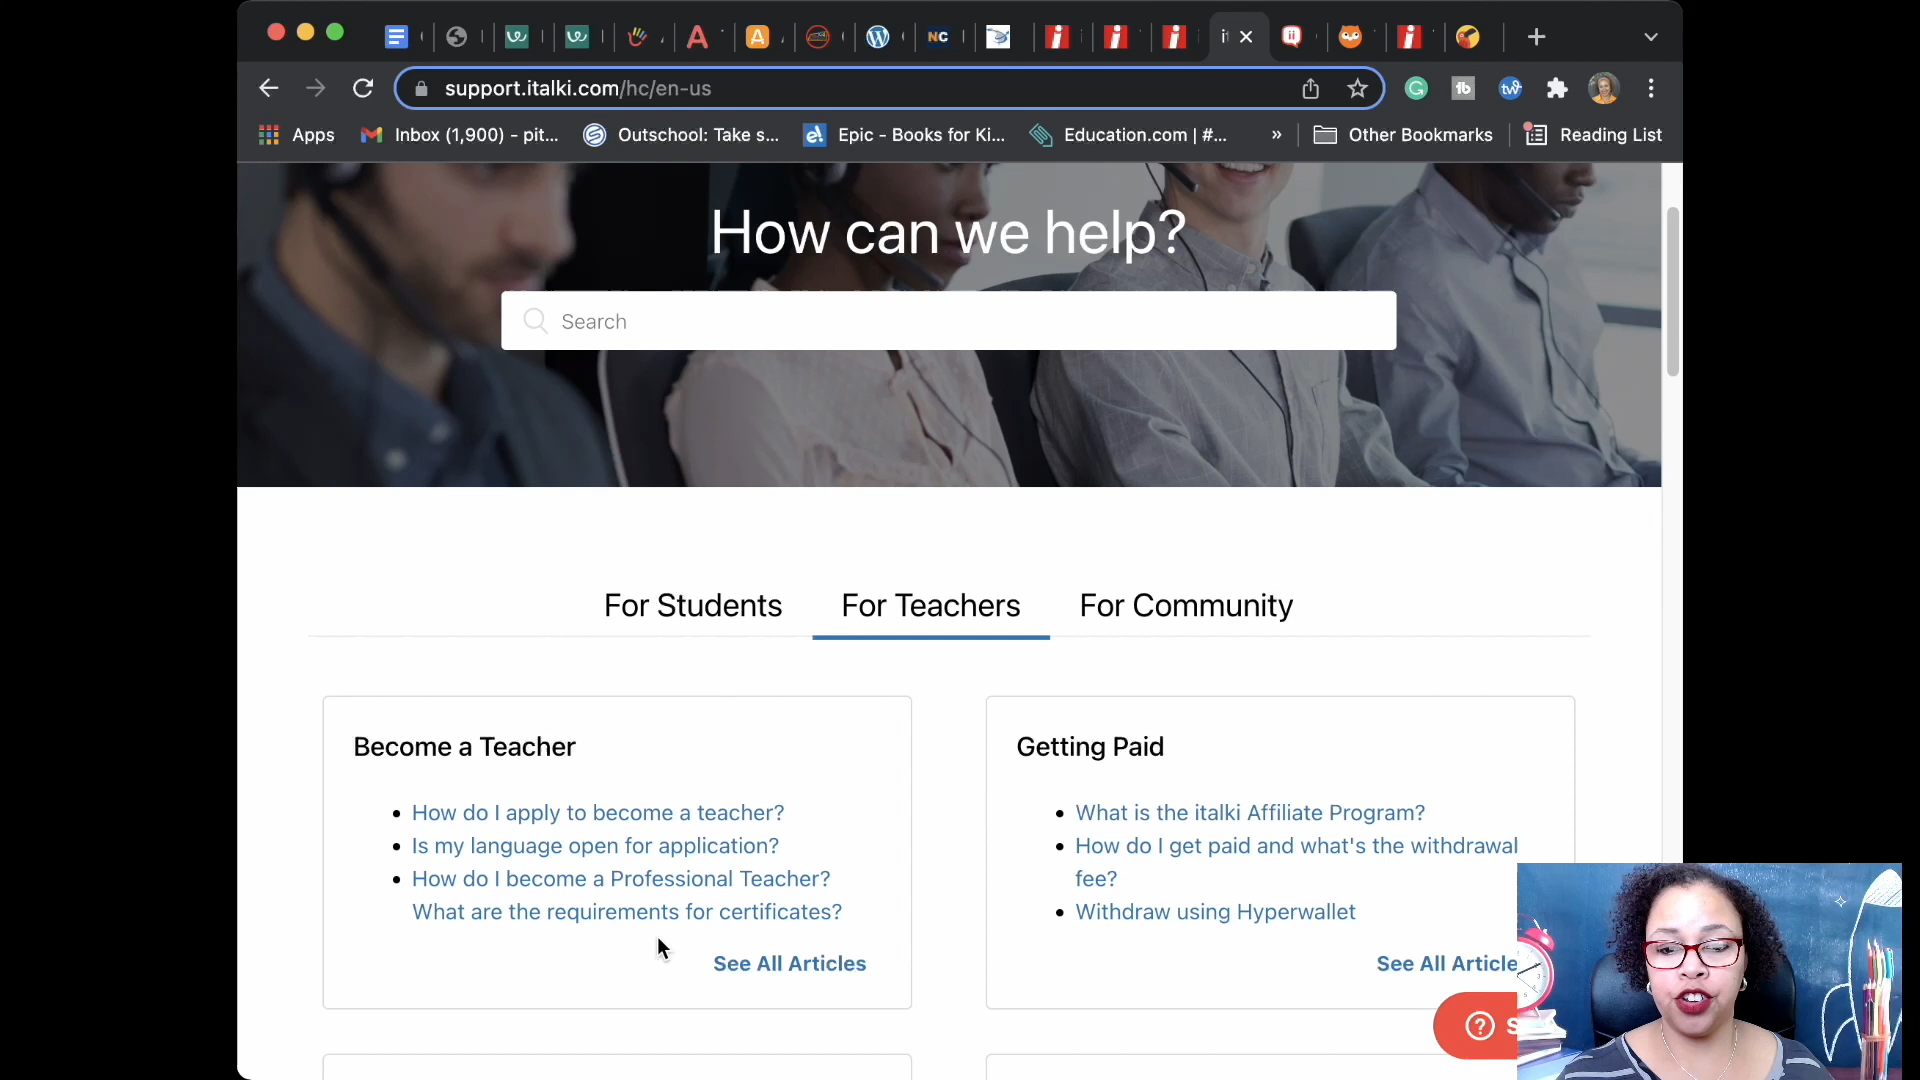 it
support.italki.com/hc/en-us
Apps
Inbox (1,900) - pit...
Outschool: Take s...
Epic - Books for Ki...
Education.com | #...
»
Other Bookmarks
Reading List
How can we help?
Search
For Students
For Teachers
For Community
Become a Teacher
How do I apply to become a teacher?
Is my language open for application?
How do I become a Professional Teacher?
What are the requirements for certificates?
See All Articles
Getting Paid
What is the italki Affiliate Program?
How do I get paid and what's the withdrawal
fee?
Withdraw using Hyperwallet
See All Article